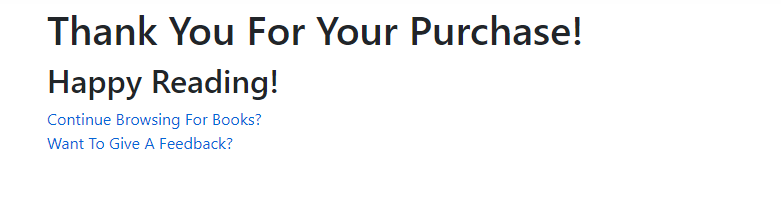 Thank You For Your Purchase!
Happy Reading!
Continue Browsing For Books?
Want To Give A Feedback?